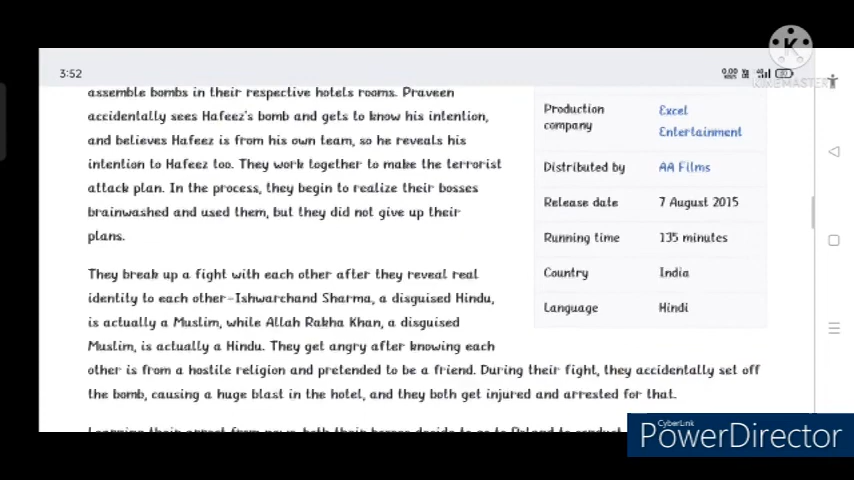 3:52
0.00
KINEMASTER
assemble bombs in their respective hotels rooms. Praveen
accidentally sees Hafeez's bomb and gets to know his intention,
and believes Hafeez is from his own team, so he reveals his
intention to Hafeez too. They work together to make the terrorist
attack plan. In the process, they begin to realize their bosses
brainwashed and used them, but they did not give up their
plans.
They break up a fight with each other after they reveal real
identity to each other-Ishwarchand Sharma, a disguised Hindu,
is actually a Muslim, while Allah Rakha Khan, a disguised
Muslim, is actually a Hindu. They get angry after knowing each
other is from a hostile religion and pretended to be a friend. During their fight, they accidentally set off
the bomb, causing a huge blast in the hotel, and they both get injured and arrested for that.
Production company Excel Entertainment
Distributed by AA Films
Release date 7 August 2015
Running time 135 minutes
Country India
Language Hindi
CyberLink
PowerDirector